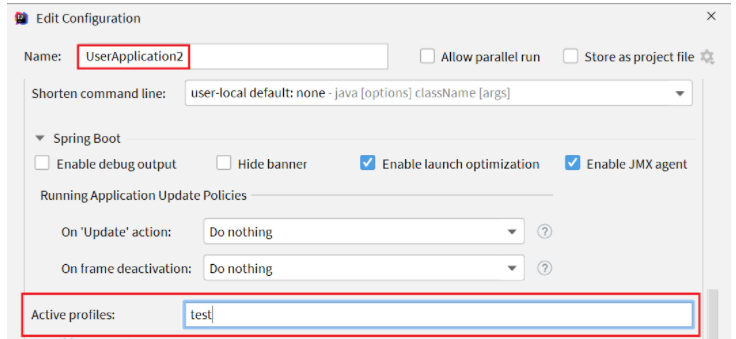 Edit Configuration
Name: UserApplication2 Allow parallel run Store as project file
Shorten command line: user-local default: none - java [options] className [args]
Spring Boot
Enable debug output Hide banner Enable launch optimization Enable JMX agent
Running Application Update Policies
On 'Update' action: Do nothing ?
On frame deactivation: Do nothing ?
Active profiles: test